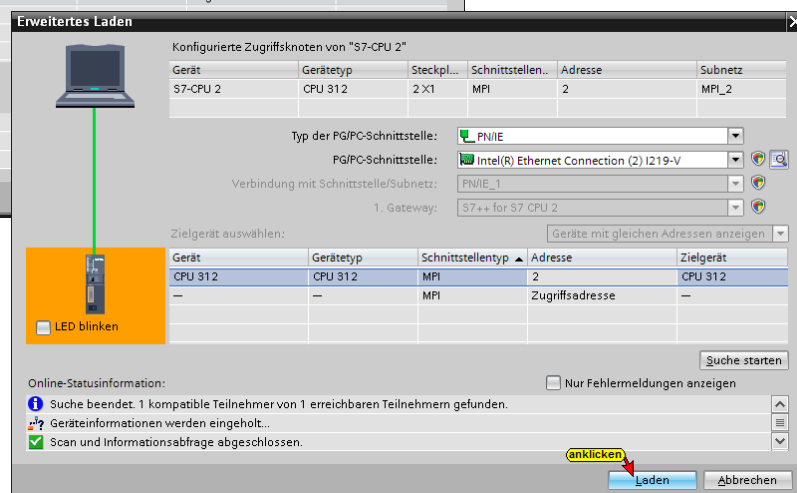 Erweitertes Laden
Konfigurierte Zugriffsknoten von "S7-CPU 2"
Gerät Gerätetyp Steckpl... Schnittstellen.. Adresse Subnetz
S7-CPU 2 CPU 312 2 X1 MPI 2 MPI_2
Typ der PG/PC-Schnittstelle: PN/IE
PG/PC-Schnittstelle: Intel(R) Ethernet Connection (2) I219-V
Verbindung mit Schnittstelle/Subnetz: PN/IE_1
1. Gateway: S7++ for S7 CPU 2
Zielgerät auswählen: Geräte mit gleichen Adressen anzeigen
Gerät Gerätetyp Schnittstellentyp Adresse Zielgerät
CPU 312 CPU 312 MPI 2 CPU 312
— — MPI Zugriffsadresse —
LED blinken
Suche starten
Online-Statusinformation: Nur Fehlermeldungen anzeigen
Suche beendet. 1 kompatible Teilnehmer von 1 erreichbaren Teilnehmern gefunden.
Geräteinformationen werden eingeholt...
Scan und Informationsabfrage abgeschlossen.
anklicken
Laden Abbrechen